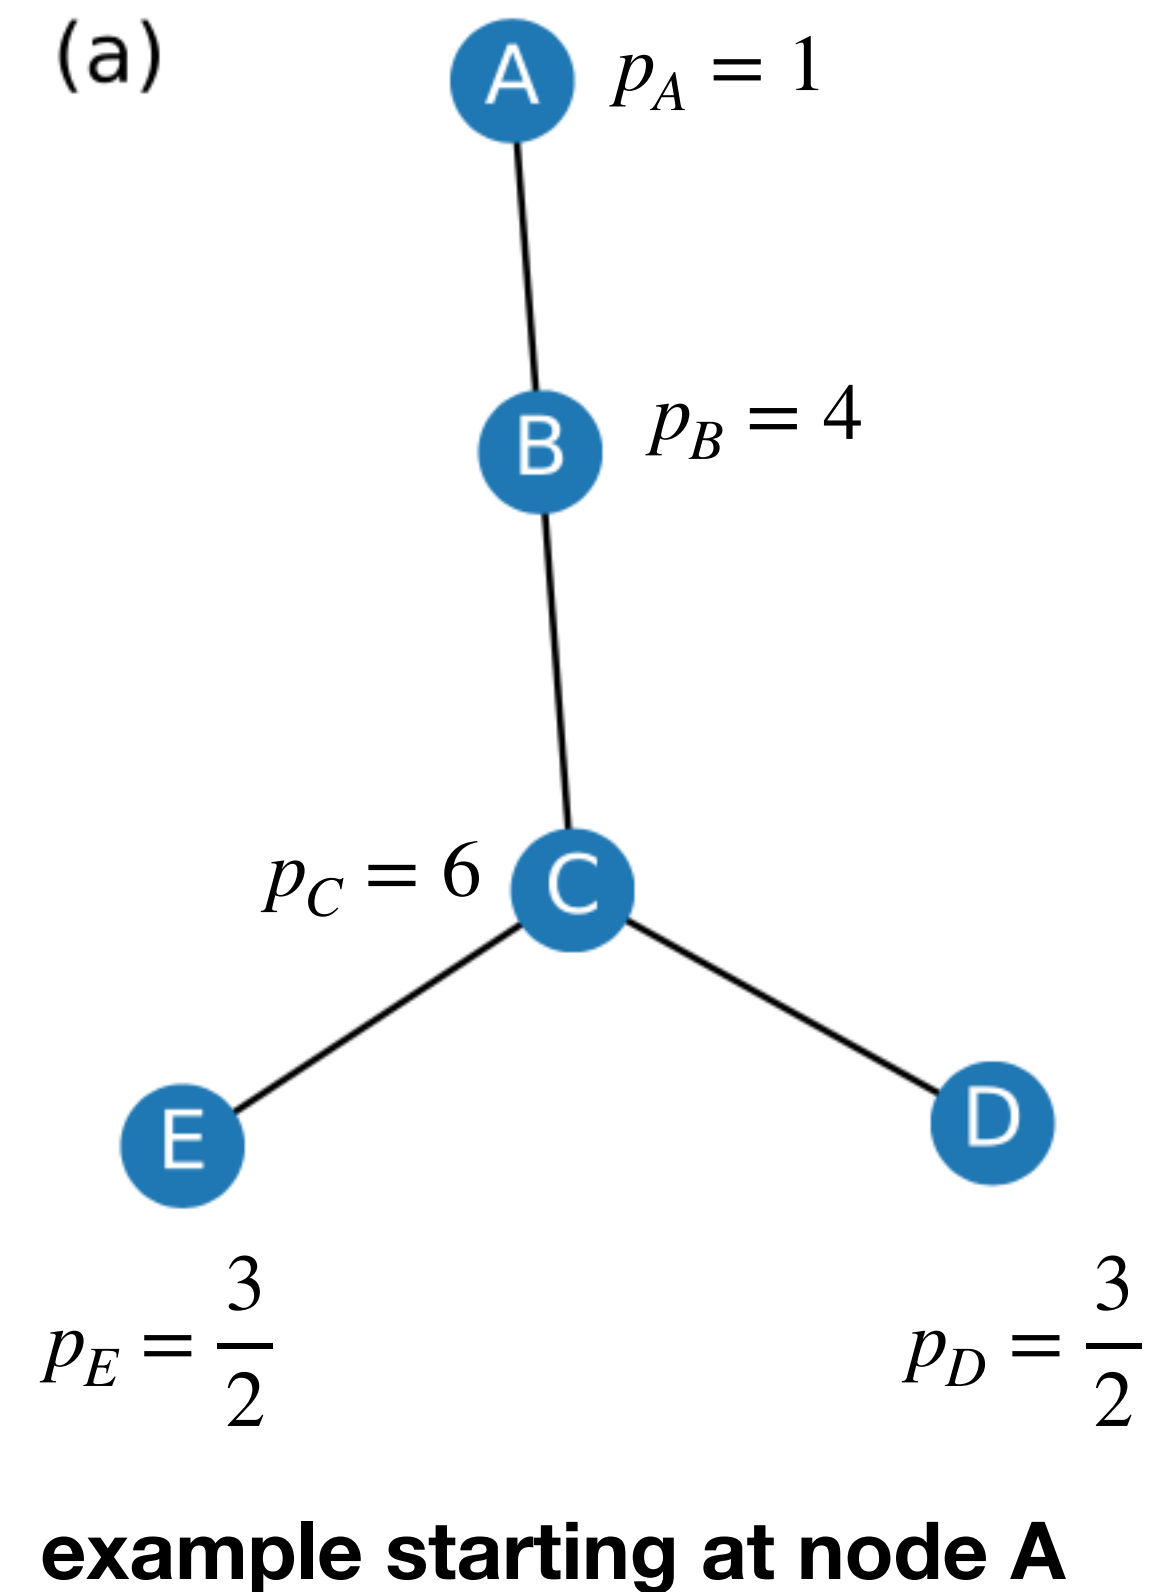 (a)
A p_A = 1
B p_B = 4
p_C = 6 C
E D
p_E = 3/2 p_D = 3/2
example starting at node A